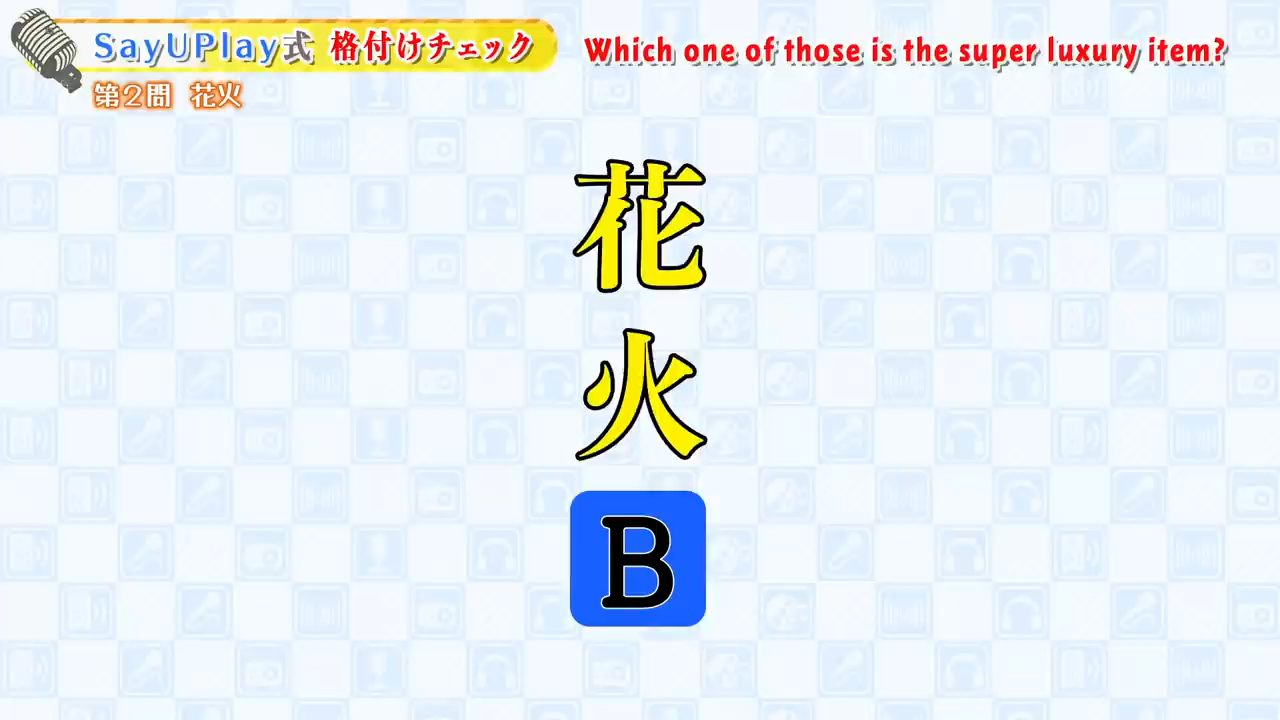 SayUPlay式 格付けチェック
Which one of those is the super luxury item?
第2問 花火
花火
B